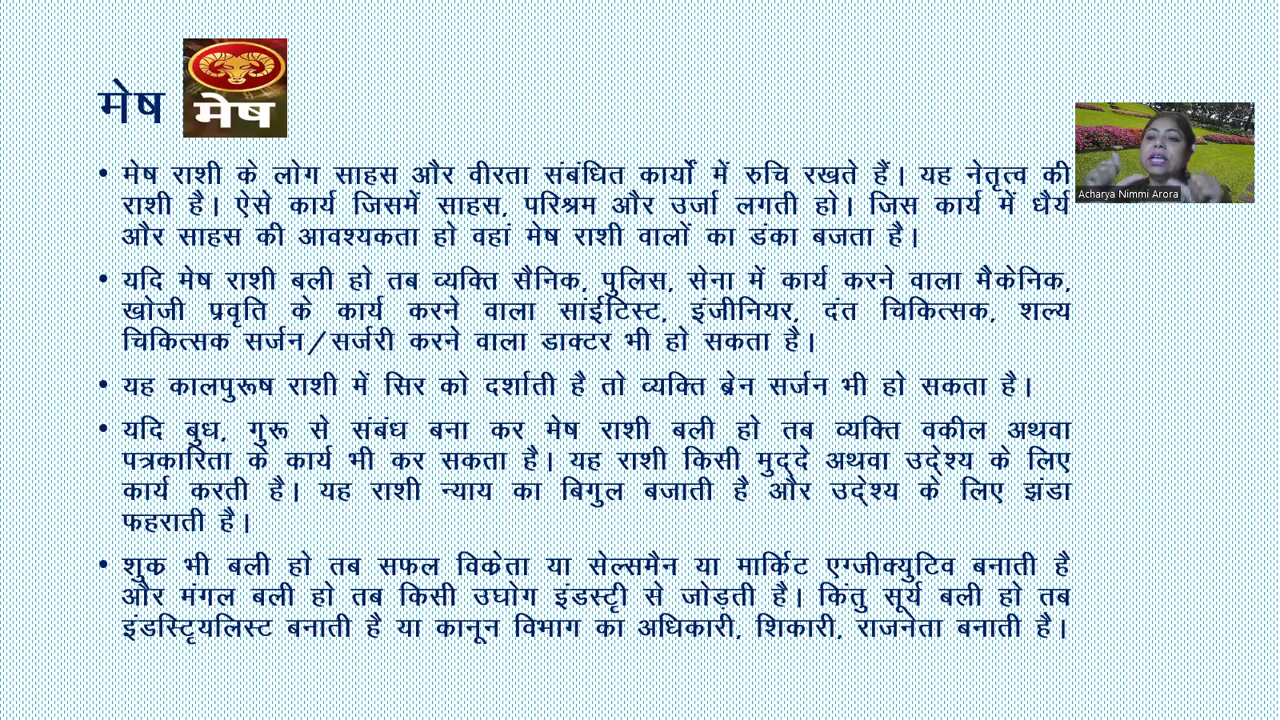 मेष
मेष
Acharya Nimmi Arora
मेष राशी के लोग साहस और वीरता संबंधित कार्यों में रुचि रखते हैं। यह नेतृत्व की
राशी है। ऐसे कार्य जिसमें साहस, परिश्रम और उर्जा लगती हो। जिस कार्य में धैर्य
और साहस की आवश्यकता हो वहां मेष राशी वालों का डंका बजता है।
यदि मेष राशी बली हो तब व्यक्ति सैनिक, पुलिस, सेना में कार्य करने वाला मैकेनिक,
खोजी प्रवृति के कार्य करने वाला सांईटिस्ट, इंजीनियर, दंत चिकित्सक, शल्य
चिकित्सक सर्जन/सर्जरी करने वाला डाक्टर भी हो सकता है।
यह कालपुरूष राशी में सिर को दर्शाती है तो व्यक्ति ब्रेन सर्जन भी हो सकता है।
यदि बुध, गुरू से संबंध बना कर मेष राशी बली हो तब व्यक्ति वकील अथवा
पत्रकारिता के कार्य भी कर सकता है। यह राशी किसी मुद्दे अथवा उद्देश्य के लिए
कार्य करती है। यह राशी न्याय का बिगुल बजाती है और उद्देश्य के लिए झंडा
फहराती है।
शुक्र भी बली हो तब सफल विक्रेता या सेल्समैन या मार्किट एग्जीक्युटिव बनाती है
और मंगल बली हो तब किसी उघोग इंडस्ट्री से जोड़ती है। किंतु सूर्य बली हो तब
इंडस्ट्रियलिस्ट बनाती है या कानून विभाग का अधिकारी, शिकारी, राजनेता बनाती है।